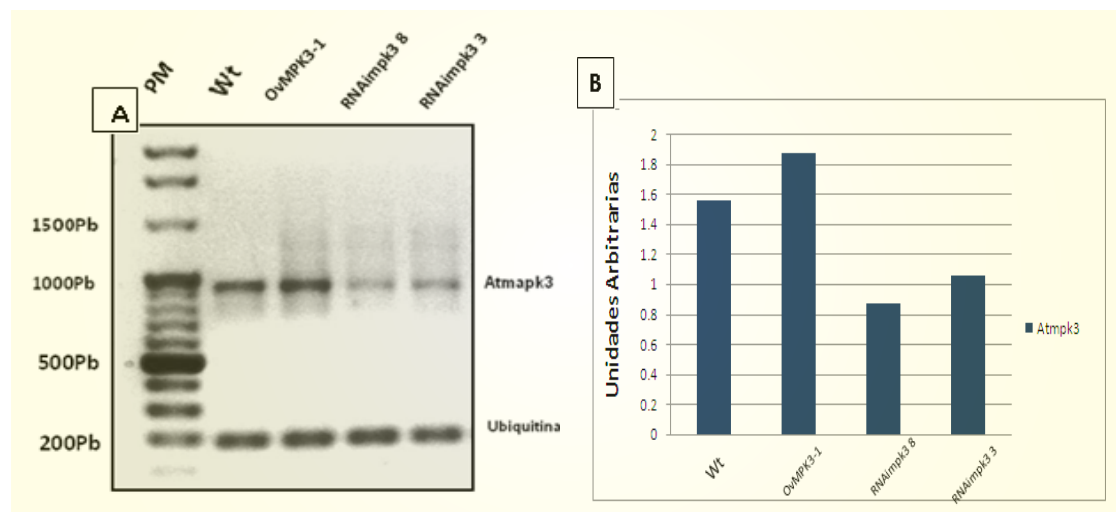 A
PM
Wt
OvMPK3-1
RNAimpk3 8
RNAimpk3 3
1500Pb
1000Pb
500Pb
200Pb
Atmapk3
Ubiquitina
B
Unidades Arbitrarias
2
1.8
1.6
1.4
1.2
1
0.8
0.6
0.4
0.2
0
Wt
OvMPK3-1
RNAimpk3 8
RNAimpk3 3
Atmpk3